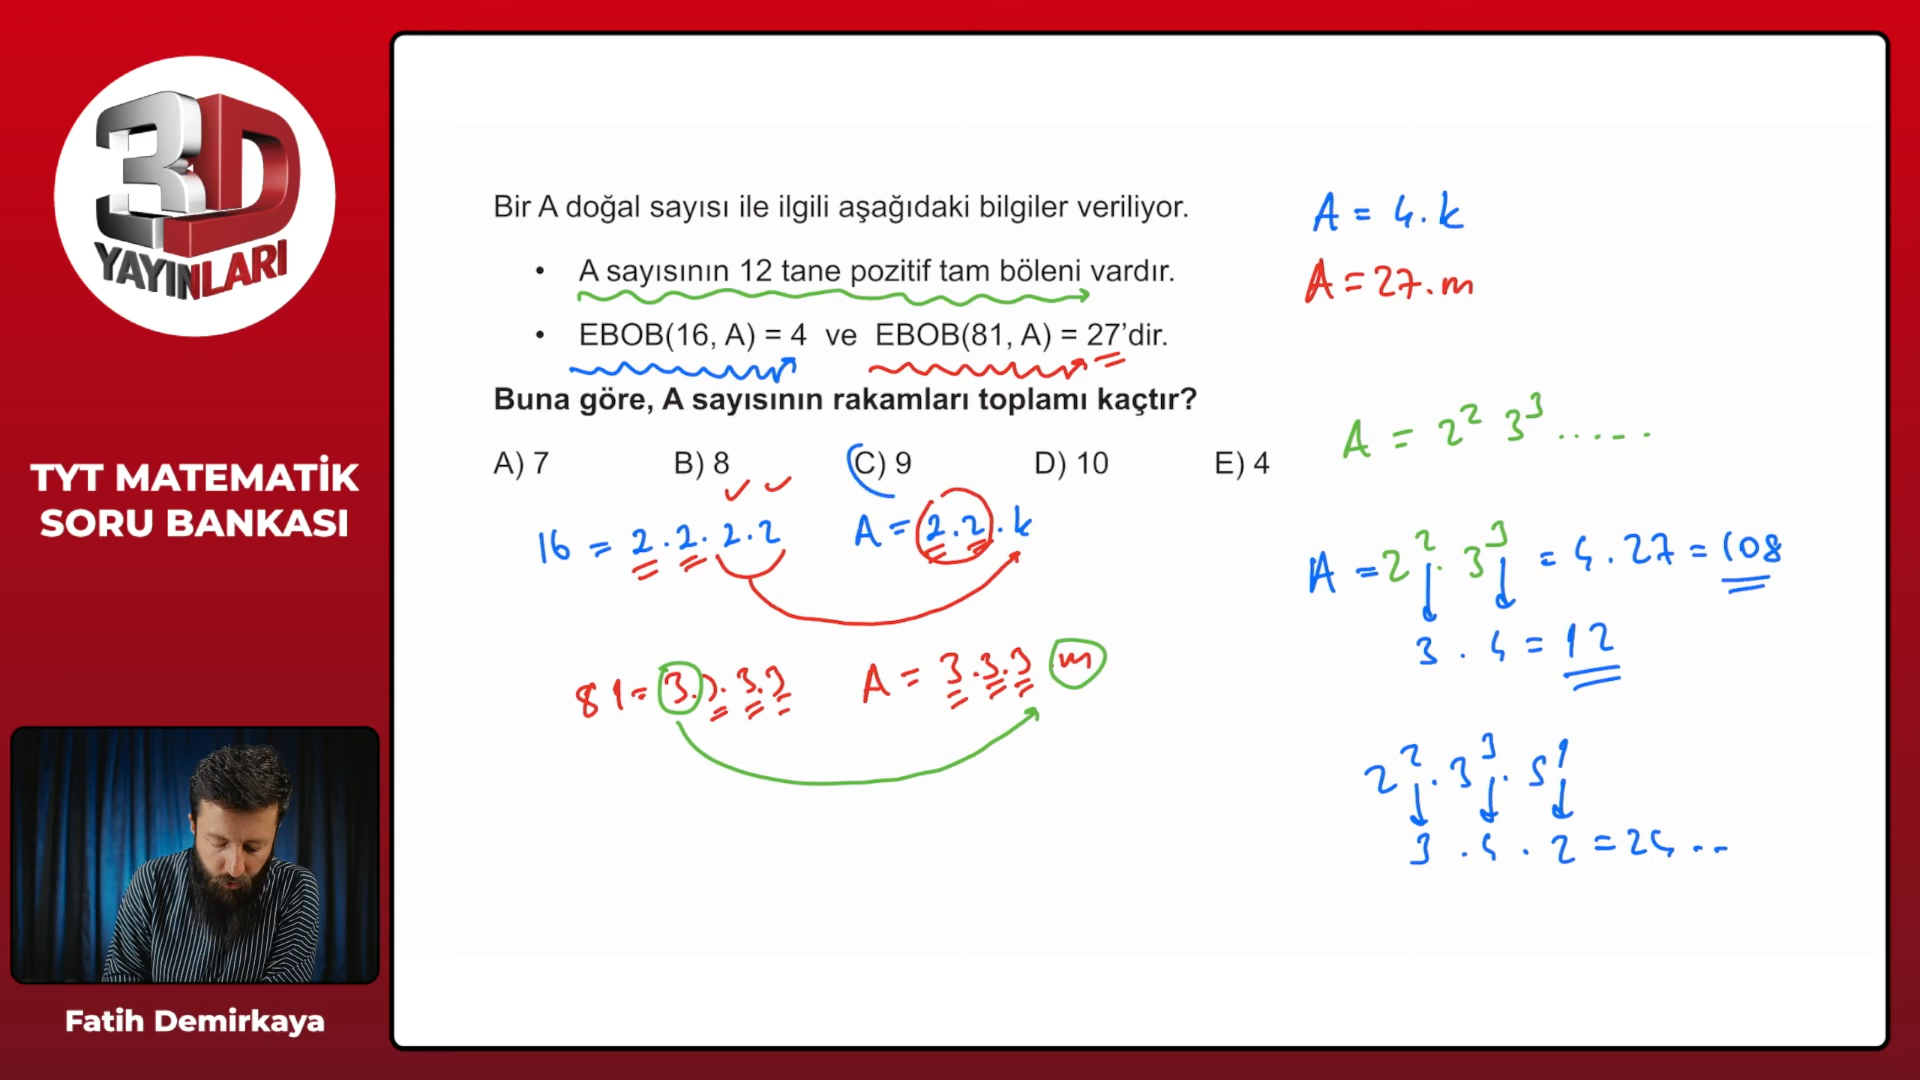 3D
YAYINLARI
TYT MATEMATİK
SORU BANKASI
Fatih Demirkaya
Bir A doğal sayısı ile ilgili aşağıdaki bilgiler veriliyor.
• A sayısının 12 tane pozitif tam böleni vardır.
• EBOB(16, A) = 4 ve EBOB(81, A) = 27’dir.
Buna göre, A sayısının rakamları toplamı kaçtır?
A) 7 B) 8 C) 9 D) 10 E) 4
16 = 2.2.2.2 A = 2.2.k
81 = 3.3.3.3 A = 3.3.3 m
A = 4.k
A = 27.m
A = 2² 3³ .....
A = 2².3³ = 4.27 = 108
3.4 = 12
2².3³.5¹
3.4.2 = 24..